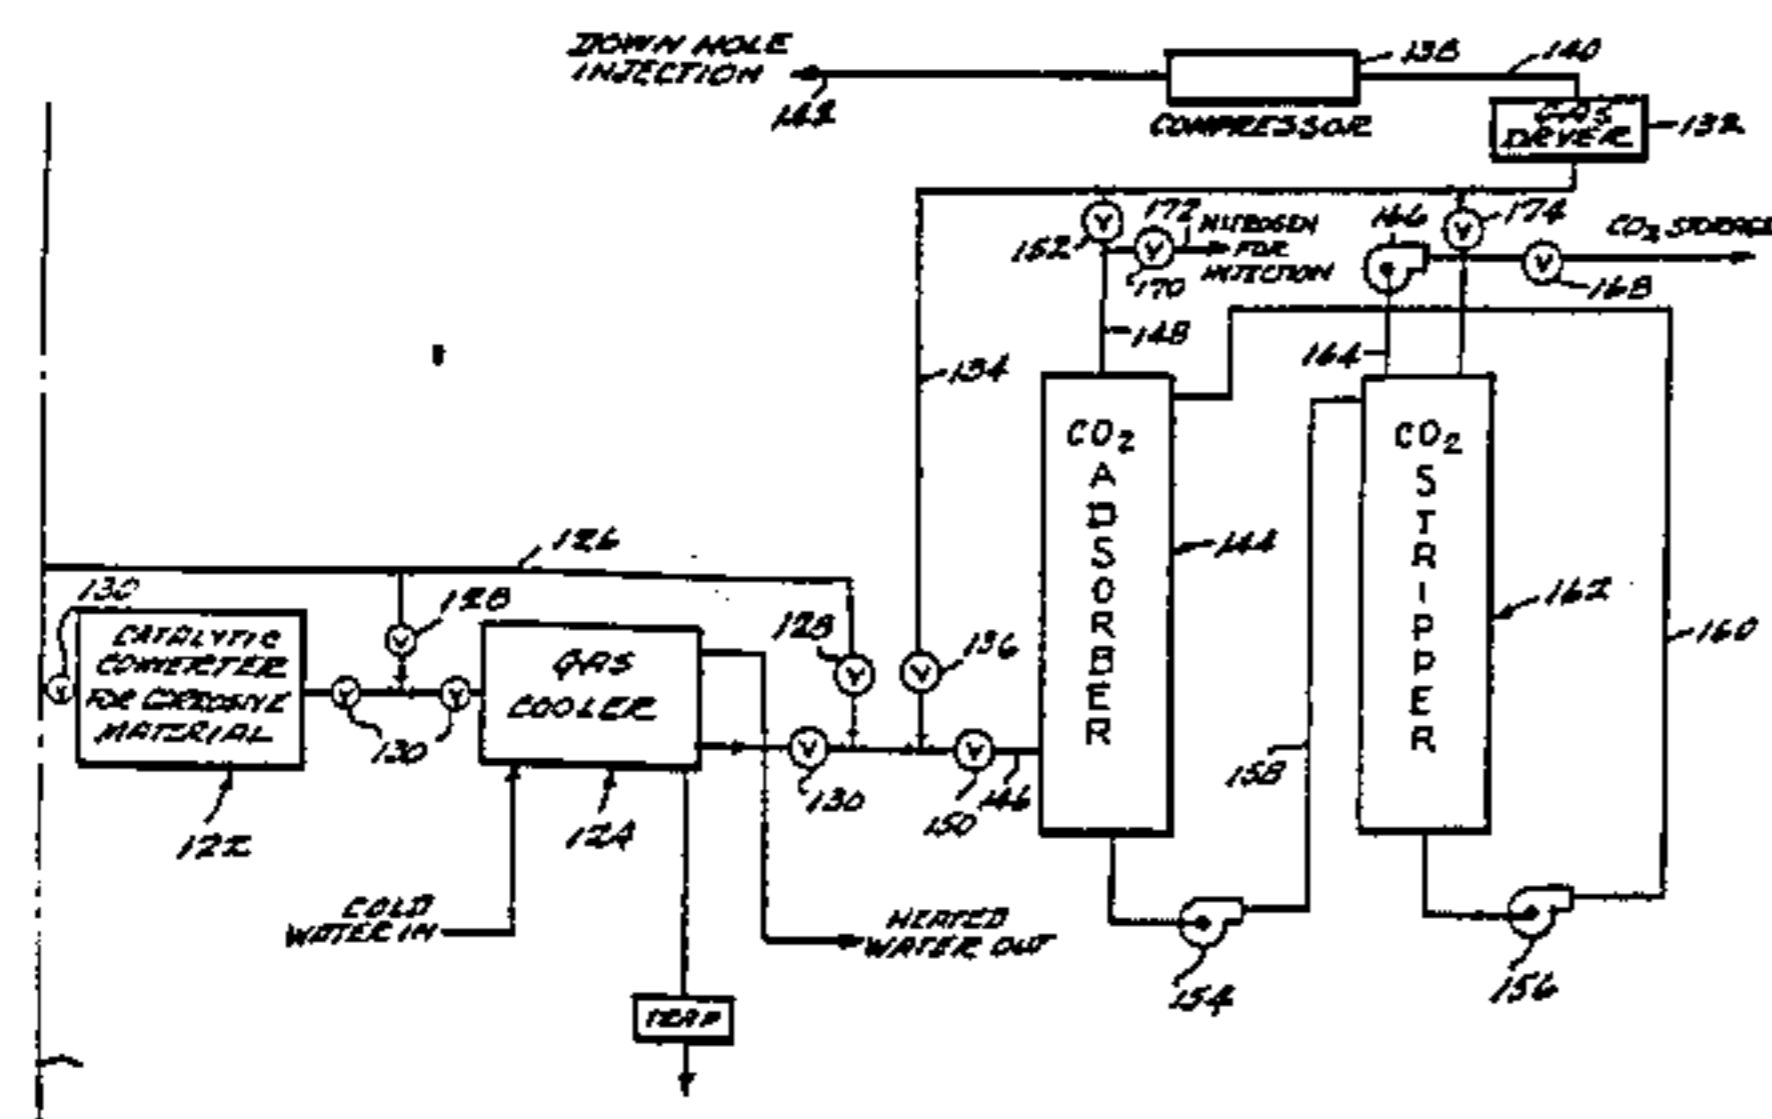 DOWN HOLE
INJECTION
142
138
COMPRESSOR
140
GAS
DRYER
132
152
172
NITROGEN
FOR
INJECTION
170
148
166
174
CO2 STORAGE
168
164
134
CO2
ADSORBER
144
CO2
STRIPPER
162
160
158
126
130
CATALYTIC
CONVERTER
FOR CORROSIVE
MATERIAL
122
128
130
GAS
COOLER
124
128
136
130
150
146
COLD
WATER IN
HEATED
WATER OUT
TRAP
154
156